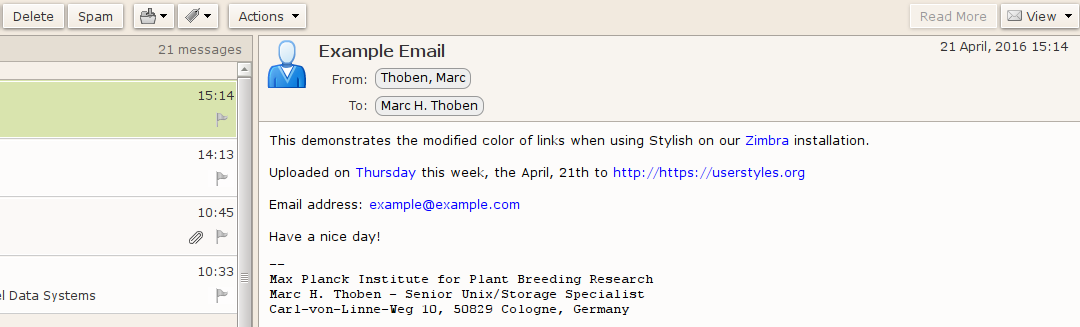 Delete Spam Actions Read More View
21 messages
15:14
14:13
10:45
10:33
el Data Systems
Example Email 21 April, 2016 15:14
From: Thoben, Marc
To: Marc H. Thoben
This demonstrates the modified color of links when using Stylish on our Zimbra installation.
Uploaded on Thursday this week, the April, 21th to http://https://userstyles.org
Email address: example@example.com
Have a nice day!
--
Max Planck Institute for Plant Breeding Research
Marc H. Thoben - Senior Unix/Storage Specialist
Carl-von-Linne-Weg 10, 50829 Cologne, Germany